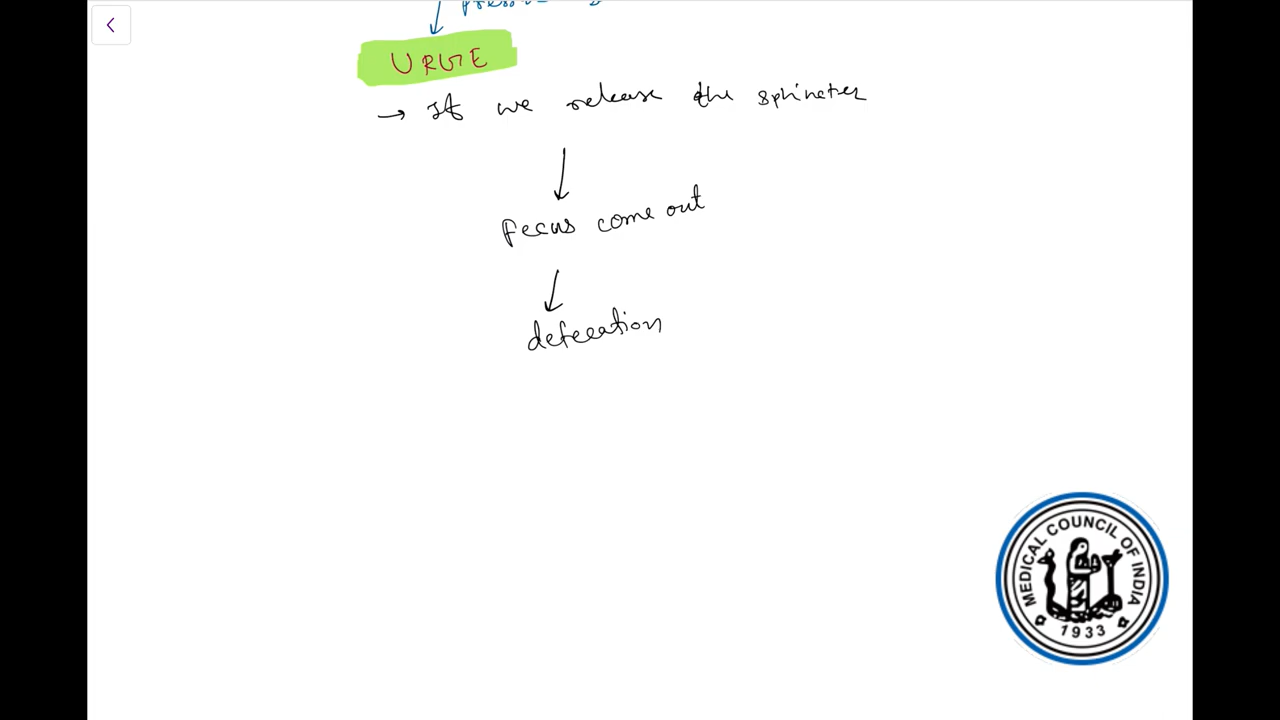 URGE
→ If we release the sphincter
↓
fecus come out
↓
defecation
MEDICAL COUNCIL OF INDIA
1933